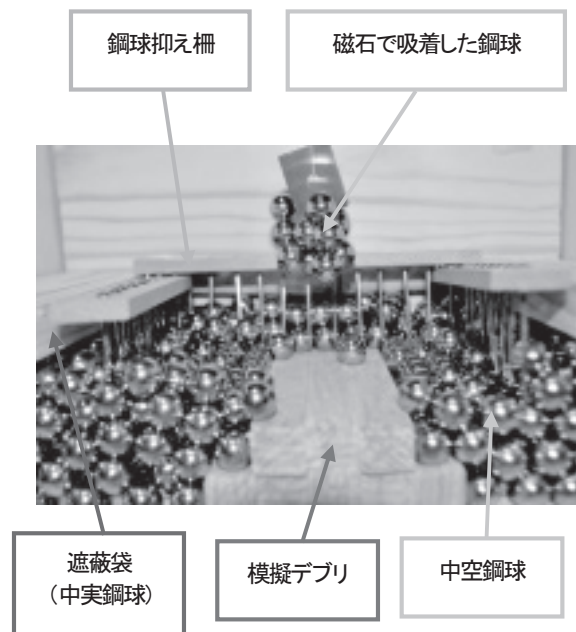 鋼球抑え柵
磁石で吸着した鋼球
遮蔽袋
（中実鋼球）
模擬デブリ
中空鋼球